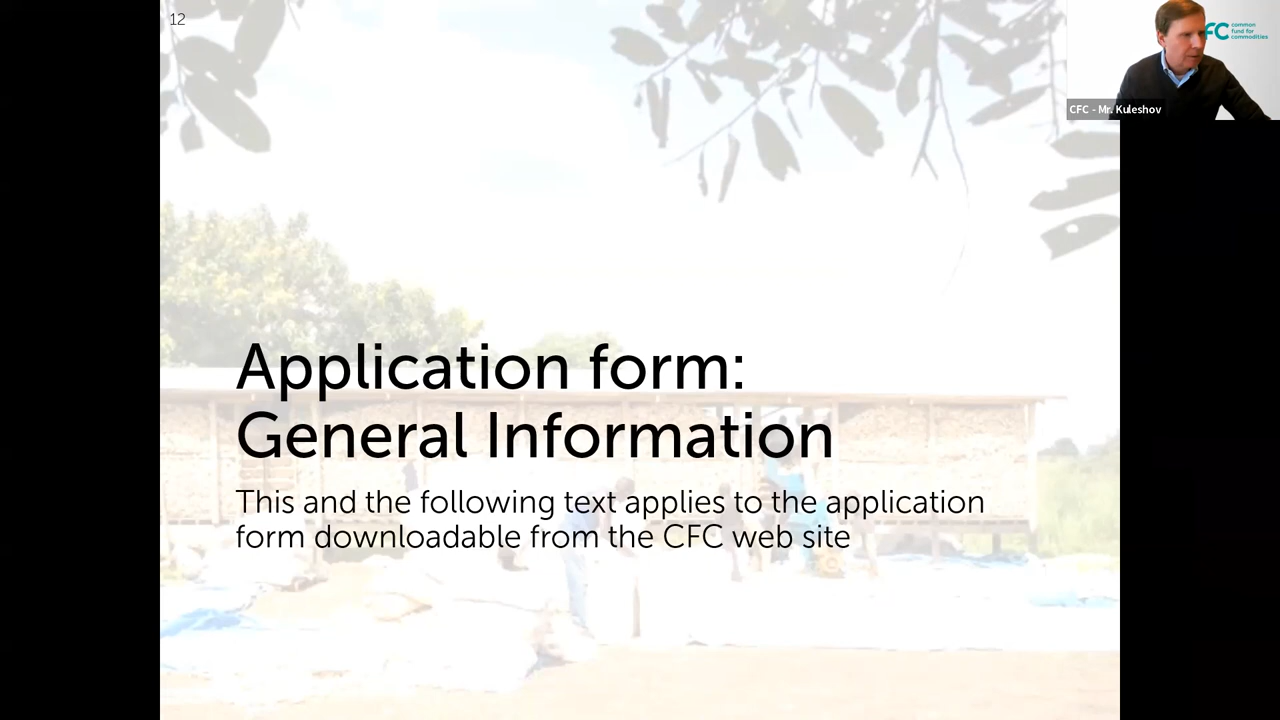 12
FC common
fund for
commodities
CFC - Mr. Kuleshov
Application form:
General Information
This and the following text applies to the application
form downloadable from the CFC web site